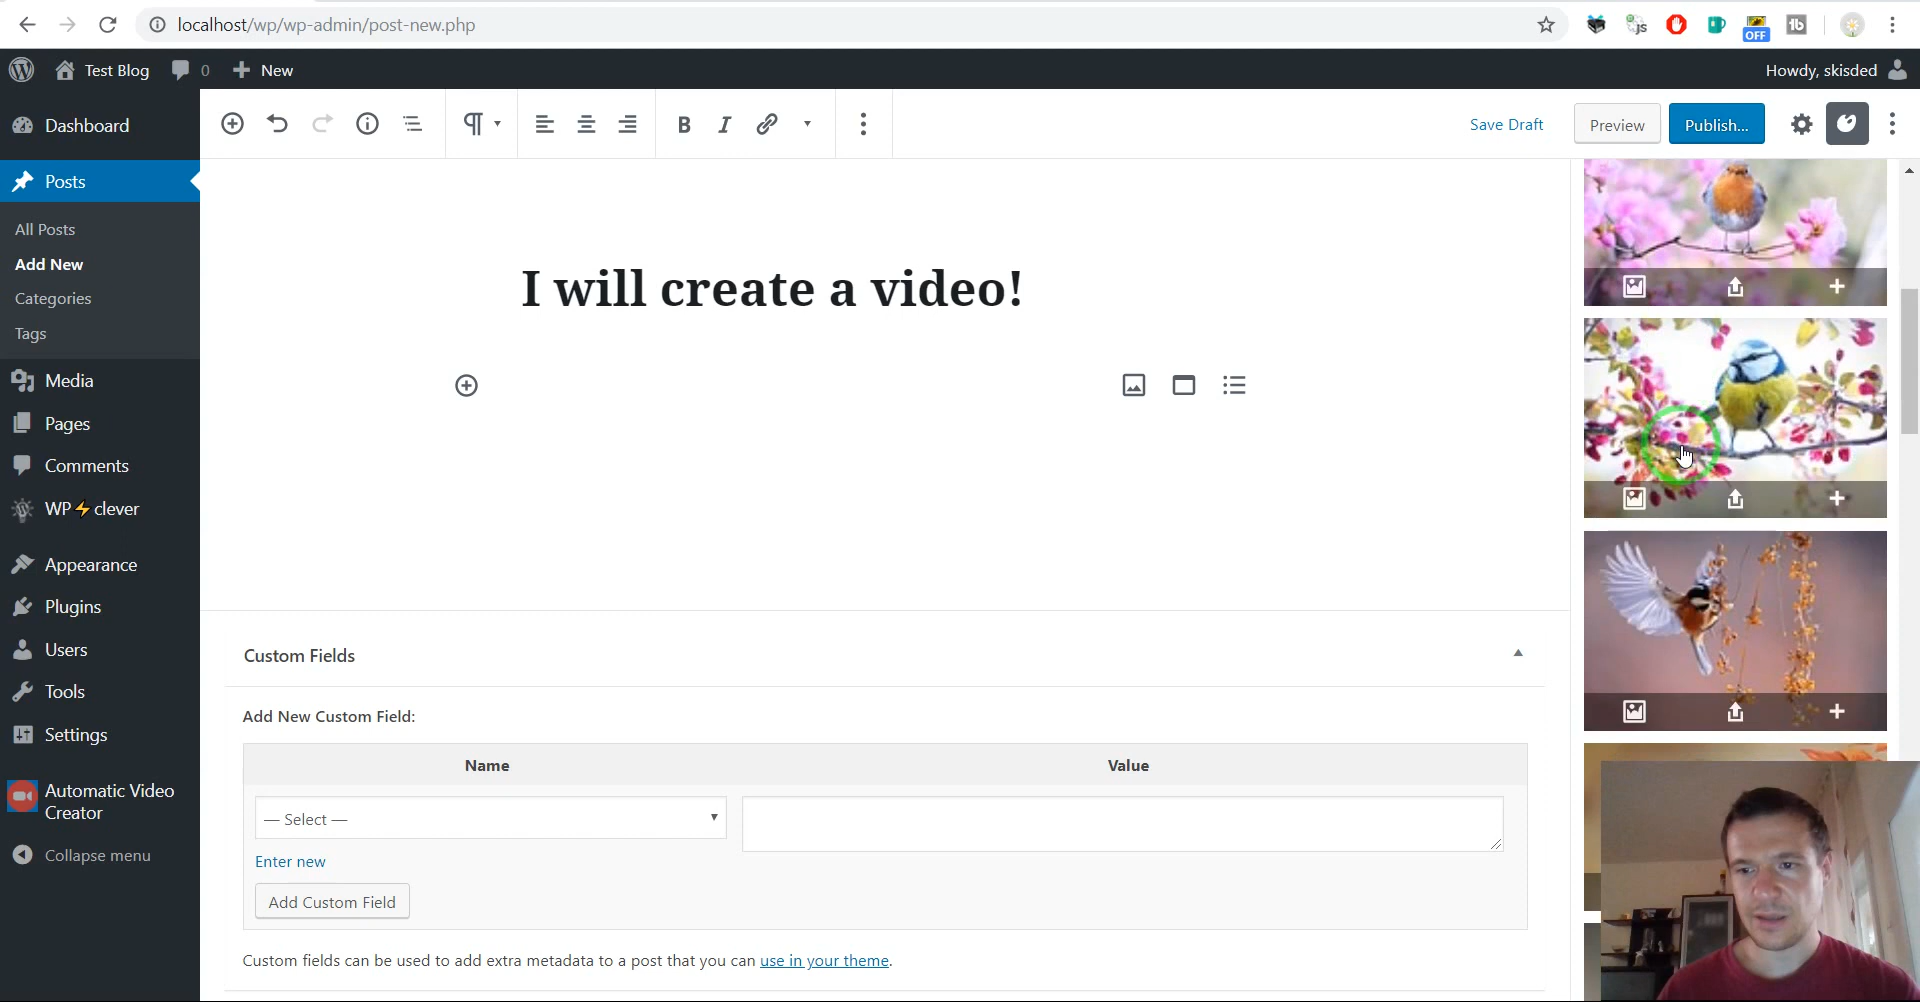 localhost/wp/wp-admin/post-new.php
JS
OFF
tb
Test Blog 0 New
Howdy, skisded
Dashboard
Save Draft
Preview
Publish...
Posts
All Posts
Add New
Categories
Tags
Media
Pages
Comments
WP⚡clever
Appearance
Plugins
Users
Tools
Settings
Automatic Video
Creator
Collapse menu
I will create a video!
Custom Fields
Add New Custom Field:
Name Value
— Select —
Enter new
Add Custom Field
Custom fields can be used to add extra metadata to a post that you can use in your theme.